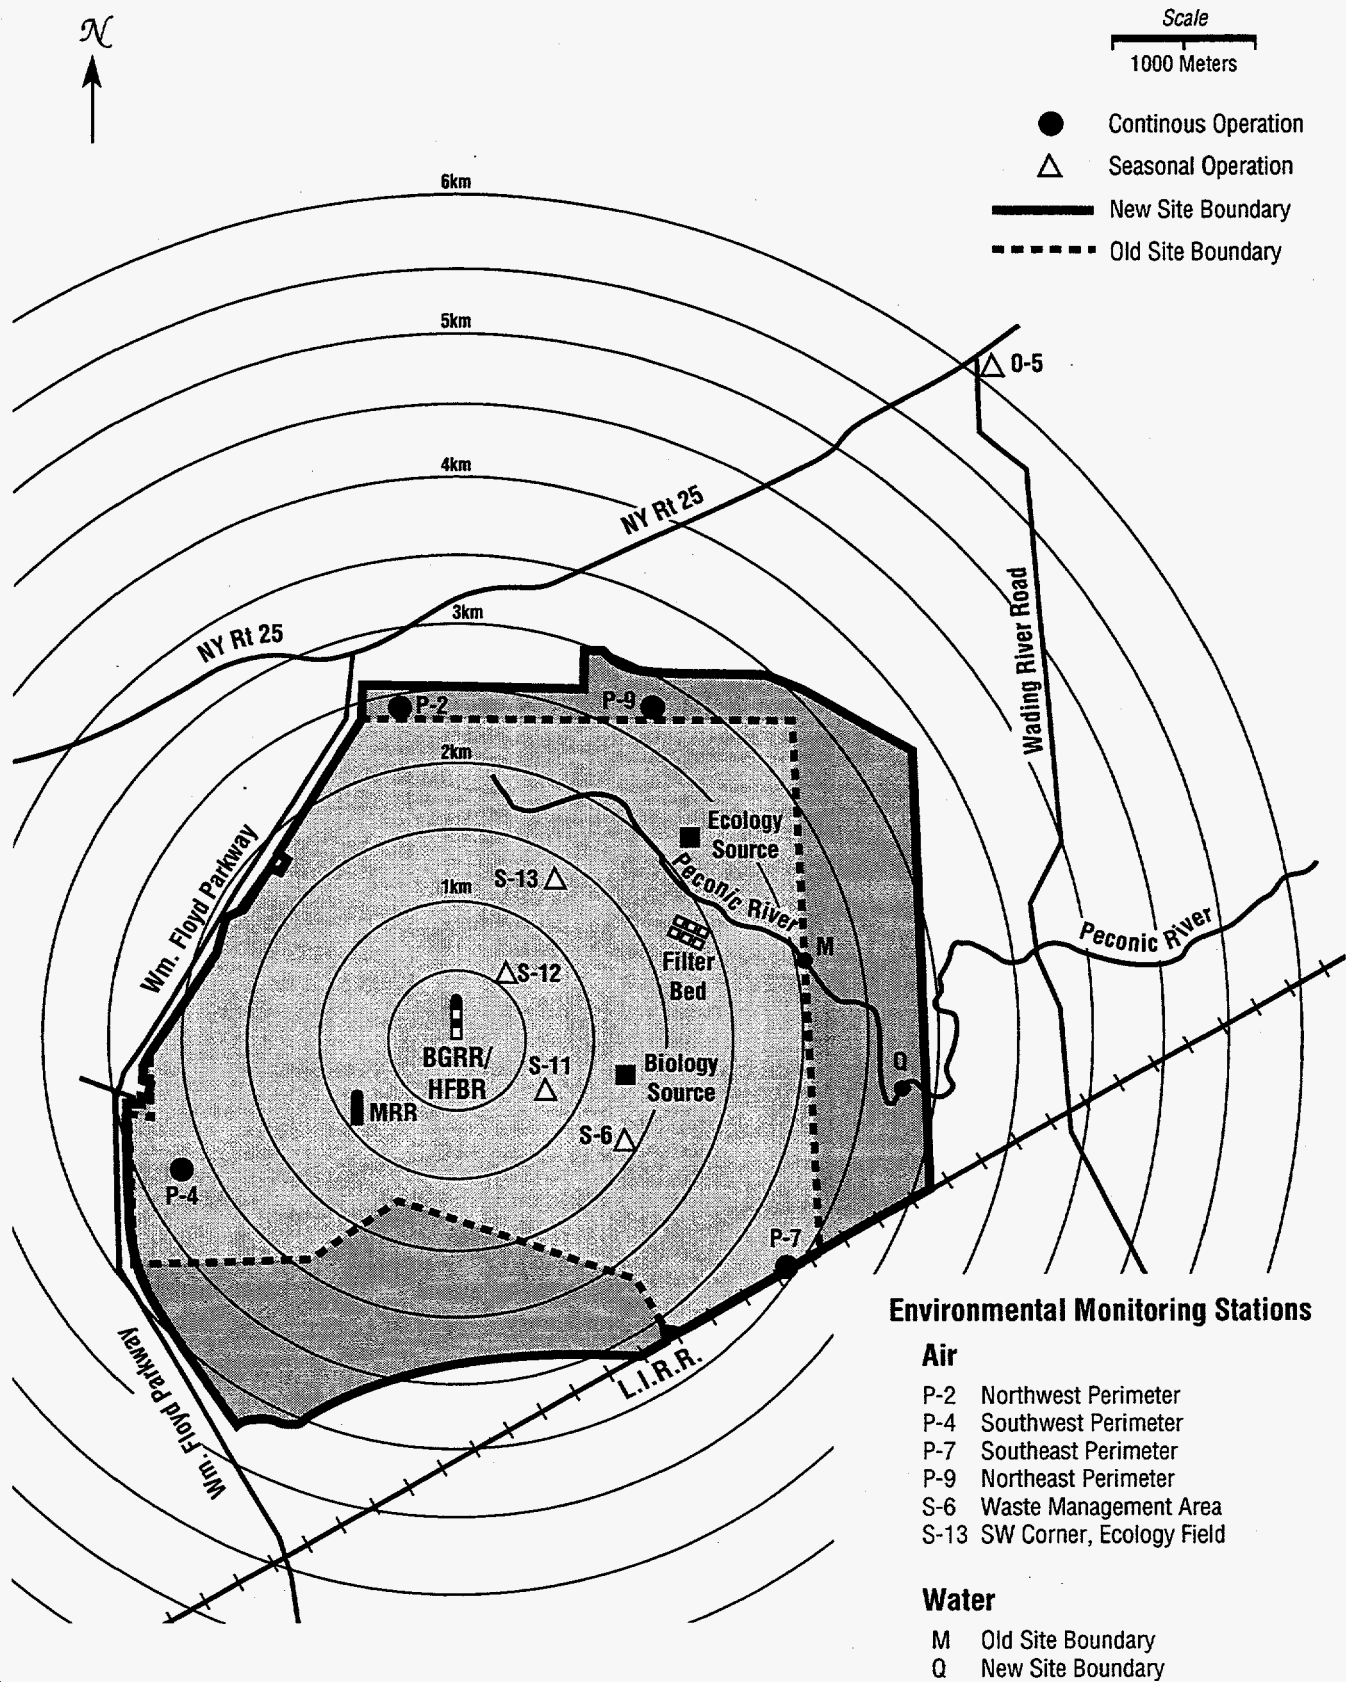 N
Scale
1000 Meters
Continous Operation
Seasonal Operation
New Site Boundary
Old Site Boundary
6km
5km
0-5
4km
NY Rt 25
Wading River Road
3km
NY Rt 25
P-2
P-9
2km
Ecology
Source
Wm. Floyd Parkway
S-13
1km
Peconic River
Peconic River
M
Filter
Bed
S-12
BGRR/
HFBR
S-11
Biology
Source
Q
MRR
S-6
P-4
P-7
L.I.R.R.
Wm. Floyd Parkway
Environmental Monitoring Stations
Air
P-2 Northwest Perimeter
P-4 Southwest Perimeter
P-7 Southeast Perimeter
P-9 Northeast Perimeter
S-6 Waste Management Area
S-13 SW Corner, Ecology Field
Water
M Old Site Boundary
Q New Site Boundary